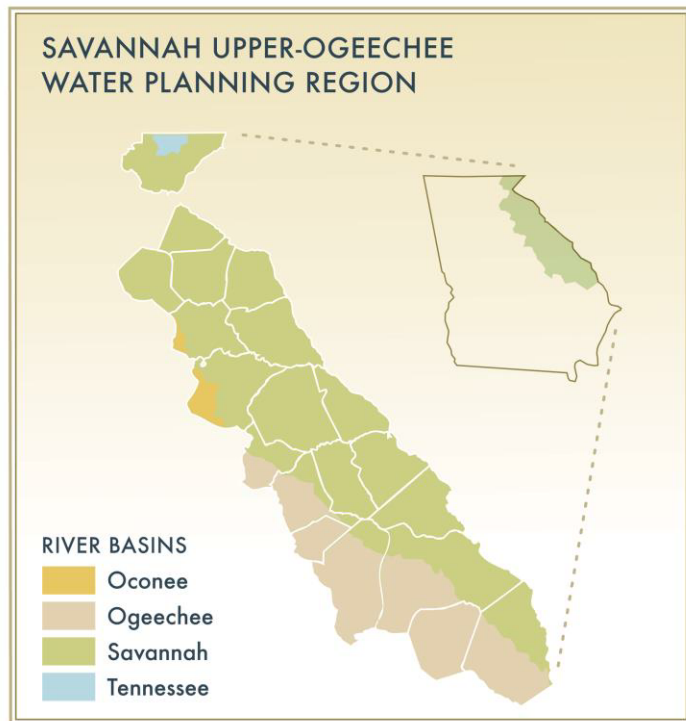 SAVANNAH UPPER-OGEECHEE
WATER PLANNING REGION
RIVER BASINS
Oconee
Ogeechee
Savannah
Tennessee